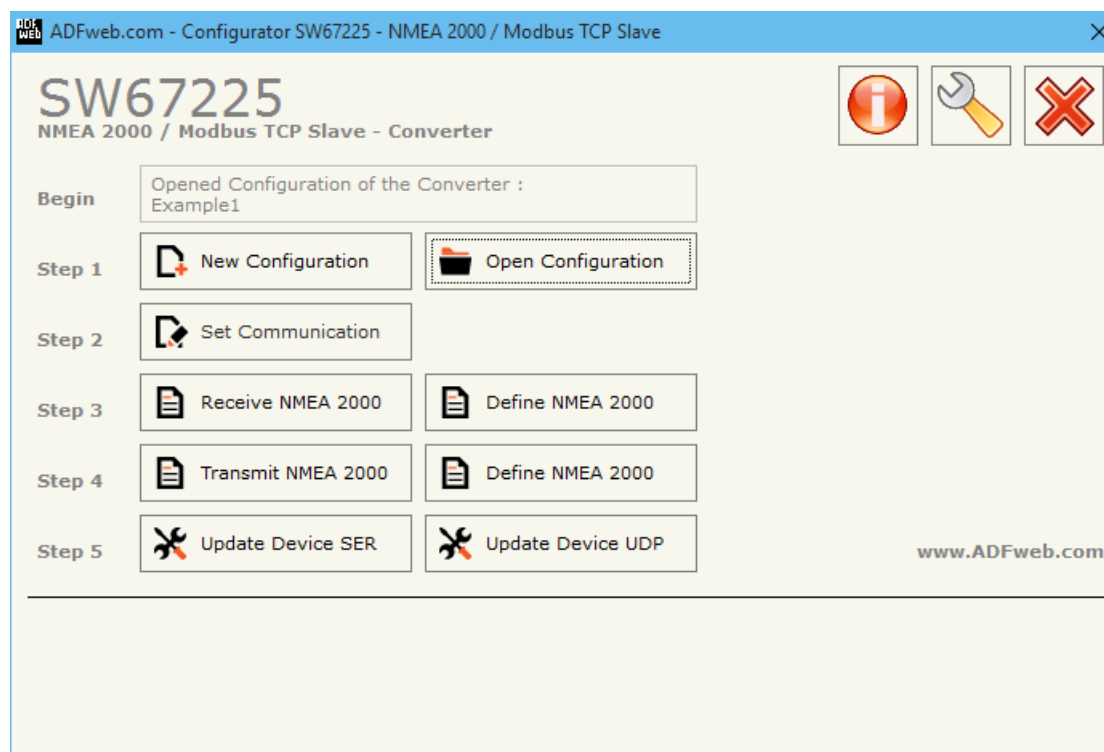 ADF
WEB
ADFweb.com - Configurator SW67225 - NMEA 2000 / Modbus TCP Slave
SW67225
NMEA 2000 / Modbus TCP Slave - Converter
Begin
Opened Configuration of the Converter :
Example1
Step 1
New Configuration
Open Configuration
Step 2
Set Communication
Step 3
Receive NMEA 2000
Define NMEA 2000
Step 4
Transmit NMEA 2000
Define NMEA 2000
Step 5
Update Device SER
Update Device UDP
www.ADFweb.com